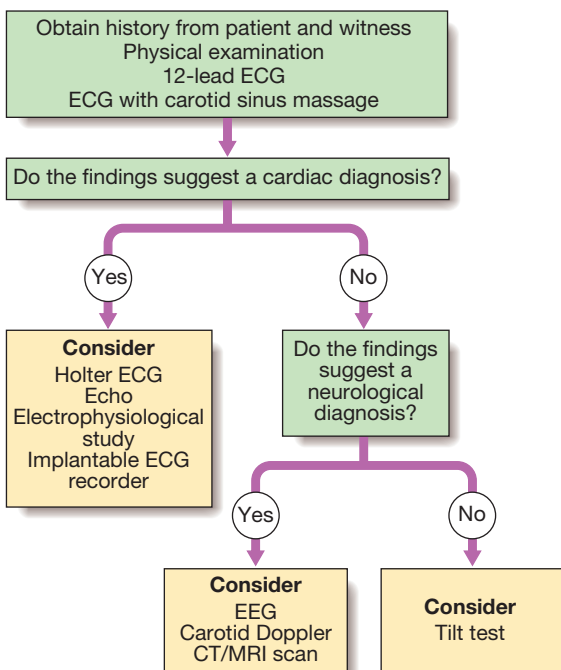 Obtain history from patient and witness
Physical examination
12-lead ECG
ECG with carotid sinus massage
Do the findings suggest a cardiac diagnosis?
Yes
No
Consider
Holter ECG
Echo
Electrophysiological
study
Implantable ECG
recorder
Do the findings
suggest a
neurological
diagnosis?
Yes
No
Consider
EEG
Carotid Doppler
CT/MRI scan
Consider
Tilt test